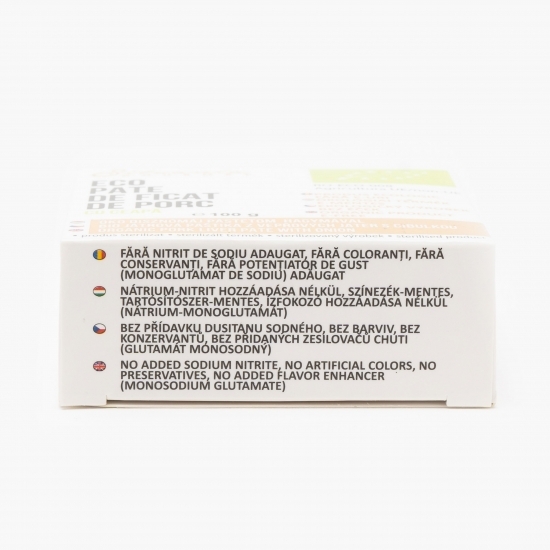 ECO
PATE
DE FICAT
DE PORC
100 g
FĂRĂ NITRIT DE SODIU ADAUGAT, FĂRĂ COLORANȚI, FĂRĂ
CONSERVANȚI, FĂRĂ POTENȚIATOR DE GUST
(MONOGLUTAMAT DE SODIU) ADĂUGAT
NÁTRIUM-NITRIT HOZZÁADÁSA NÉLKÜL, SZÍNEZÉK-MENTES,
TARTÓSÍTÓSZER-MENTES, ÍZFOKOZÓ HOZZÁADÁSA NÉLKÜL
(NÁTRIUM-MONOGLUTAMÁT)
BEZ PŘÍDAVKU DUSITANU SODNÉHO, BEZ BARVIV, BEZ
KONZERVANTŮ, BEZ PŘIDANÝCH ZESILOVAČŮ CHUTI
(GLUTAMÁT MONOSODNÝ)
NO ADDED SODIUM NITRITE, NO ARTIFICIAL COLORS, NO
PRESERVATIVES, NO ADDED FLAVOR ENHANCER
(MONOSODIUM GLUTAMATE)